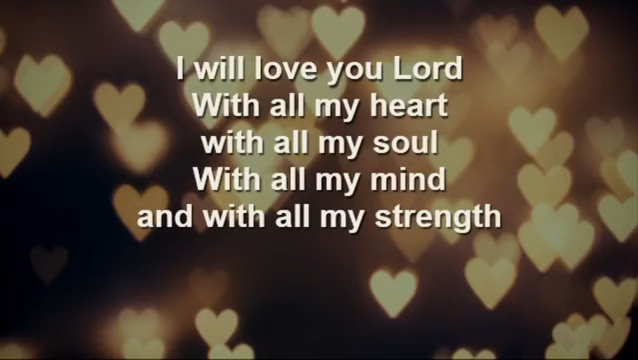 I will love you Lord
With all my heart
with all my soul
With all my mind
and with all my strength